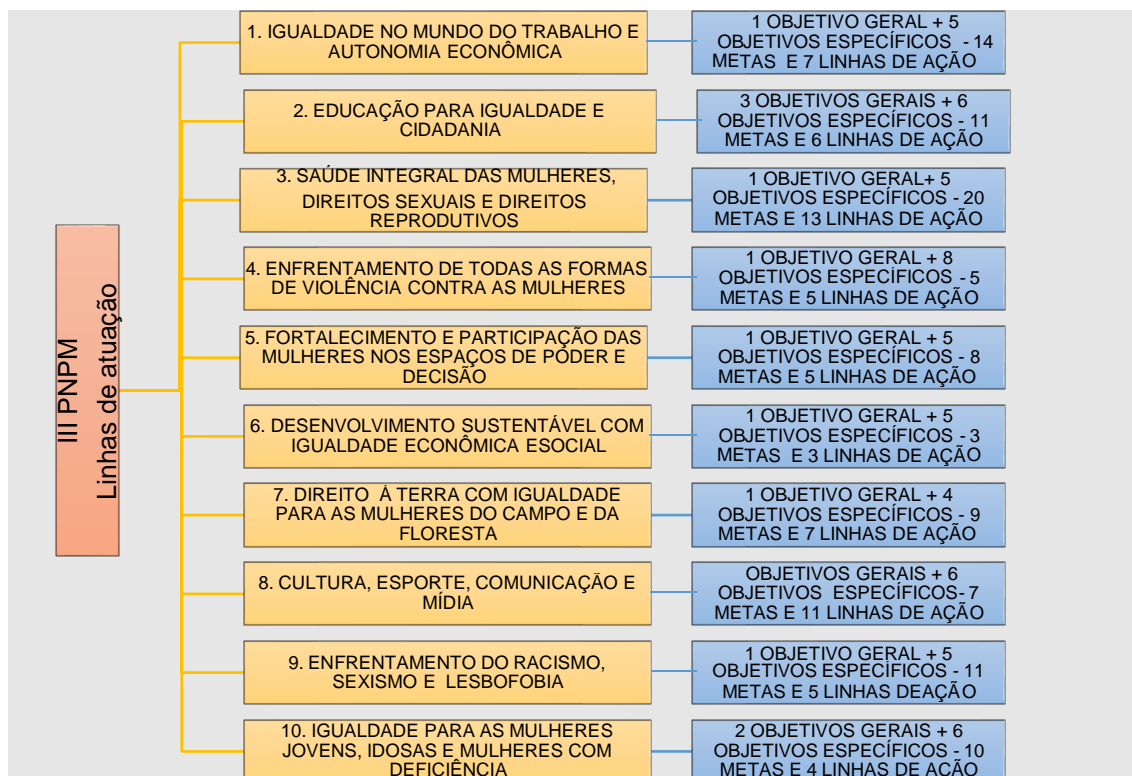 III PNPM
Linhas de atuação
1. IGUALDADE NO MUNDO DO TRABALHO E
AUTONOMIA ECONÔMICA
1 OBJETIVO GERAL + 5
OBJETIVOS ESPECÍFICOS - 14
METAS E 7 LINHAS DE AÇÃO
2. EDUCAÇÃO PARA IGUALDADE E
CIDADANIA
3 OBJETIVOS GERAIS + 6
OBJETIVOS ESPECÍFICOS - 11
METAS E 6 LINHAS DE AÇÃO
3. SAÚDE INTEGRAL DAS MULHERES,
DIREITOS SEXUAIS E DIREITOS
REPRODUTIVOS
1 OBJETIVO GERAL+ 5
OBJETIVOS ESPECÍFICOS - 20
METAS E 13 LINHAS DE AÇÃO
4. ENFRENTAMENTO DE TODAS AS FORMAS
DE VIOLÊNCIA CONTRA AS MULHERES
1 OBJETIVO GERAL + 8
OBJETIVOS ESPECÍFICOS - 5
METAS E 5 LINHAS DE AÇÃO
5. FORTALECIMENTO E PARTICIPAÇÃO DAS
MULHERES NOS ESPAÇOS DE PODER E
DECISÃO
1 OBJETIVO GERAL + 5
OBJETIVOS ESPECÍFICOS - 8
METAS E 5 LINHAS DE AÇÃO
6. DESENVOLVIMENTO SUSTENTÁVEL COM
IGUALDADE ECONÔMICA ESOCIAL
1 OBJETIVO GERAL + 5
OBJETIVOS ESPECÍFICOS - 3
METAS E 3 LINHAS DE AÇÃO
7. DIREITO À TERRA COM IGUALDADE
PARA AS MULHERES DO CAMPO E DA
FLORESTA
1 OBJETIVO GERAL + 4
OBJETIVOS ESPECÍFICOS - 9
METAS E 7 LINHAS DE AÇÃO
8. CULTURA, ESPORTE, COMUNICAÇÃO E
MÍDIA
OBJETIVOS GERAIS + 6
OBJETIVOS ESPECÍFICOS- 7
METAS E 11 LINHAS DE AÇÃO
9. ENFRENTAMENTO DO RACISMO,
SEXISMO E LESBOFOBIA
1 OBJETIVO GERAL + 5
OBJETIVOS ESPECÍFICOS - 11
METAS E 5 LINHAS DEAÇÃO
10. IGUALDADE PARA AS MULHERES
JOVENS, IDOSAS E MULHERES COM
DEFICIÊNCIA
2 OBJETIVOS GERAIS + 6
OBJETIVOS ESPECÍFICOS - 10
METAS E 4 LINHAS DE AÇÃO